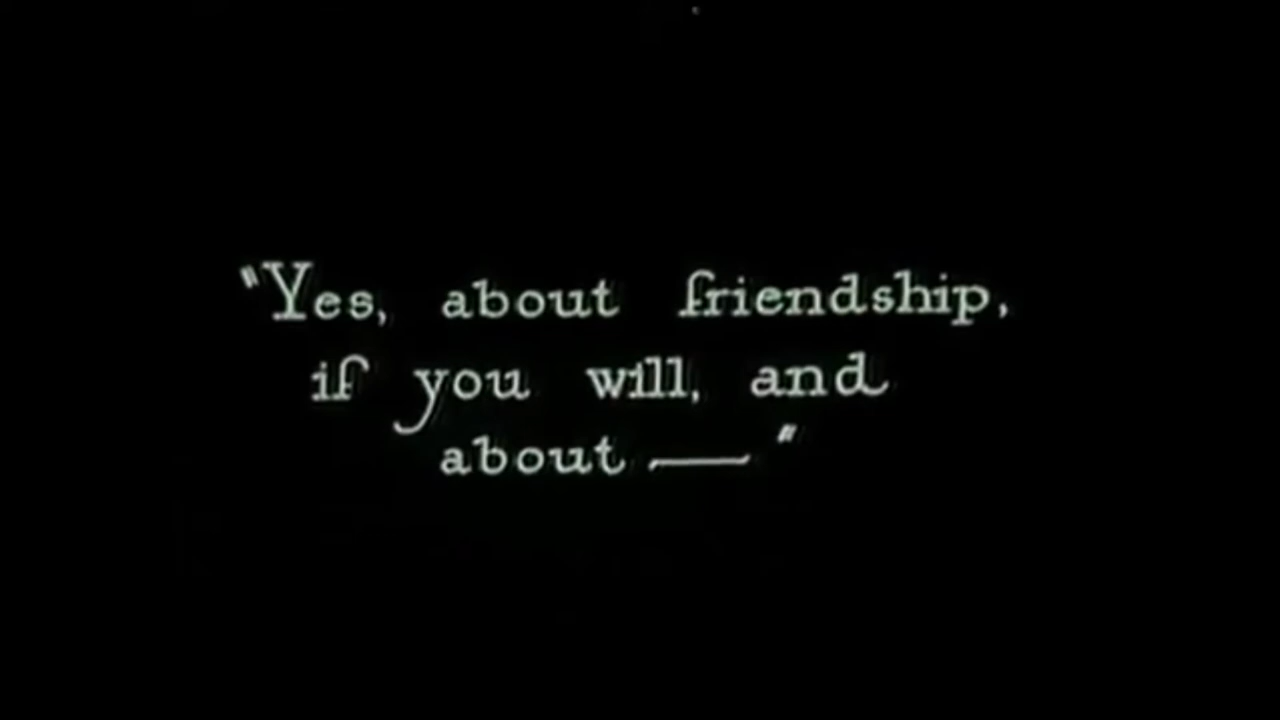 "Yes, about friendship,
if you will, and
about —"